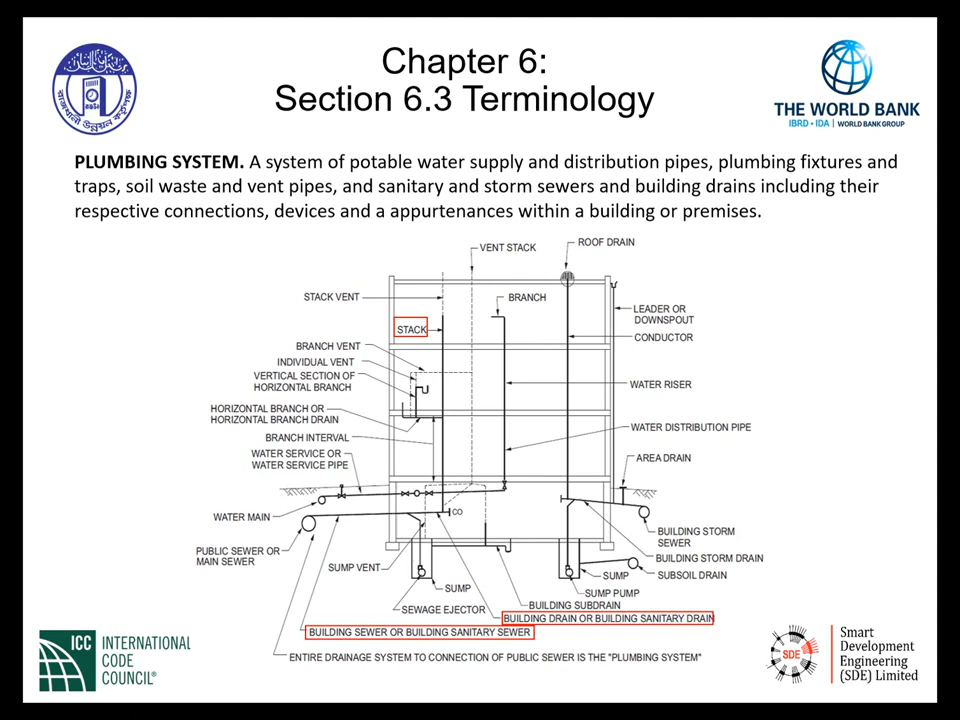 Chapter 6:
Section 6.3 Terminology
THE WORLD BANK
IBRD • IDA | WORLD BANK GROUP
PLUMBING SYSTEM. A system of potable water supply and distribution pipes, plumbing fixtures and
traps, soil waste and vent pipes, and sanitary and storm sewers and building drains including their
respective connections, devices and a appurtenances within a building or premises.
VENT STACK
ROOF DRAIN
STACK VENT
BRANCH
LEADER OR
DOWNSPOUT
STACK
CONDUCTOR
BRANCH VENT
INDIVIDUAL VENT
VERTICAL SECTION OF
HORIZONTAL BRANCH
WATER RISER
HORIZONTAL BRANCH OR
HORIZONTAL BRANCH DRAIN
WATER DISTRIBUTION PIPE
BRANCH INTERVAL
WATER SERVICE OR
WATER SERVICE PIPE
AREA DRAIN
WATER MAIN
CO
BUILDING STORM
SEWER
PUBLIC SEWER OR
MAIN SEWER
BUILDING STORM DRAIN
SUMP VENT
SUMP
SUBSOIL DRAIN
SUMP
SUMP PUMP
SEWAGE EJECTOR
BUILDING SUBDRAIN
BUILDING DRAIN OR BUILDING SANITARY DRAIN
BUILDING SEWER OR BUILDING SANITARY SEWER
ENTIRE DRAINAGE SYSTEM TO CONNECTION OF PUBLIC SEWER IS THE "PLUMBING SYSTEM"
ICC
INTERNATIONAL
CODE
COUNCIL®
SDE
Smart
Development
Engineering
(SDE) Limited